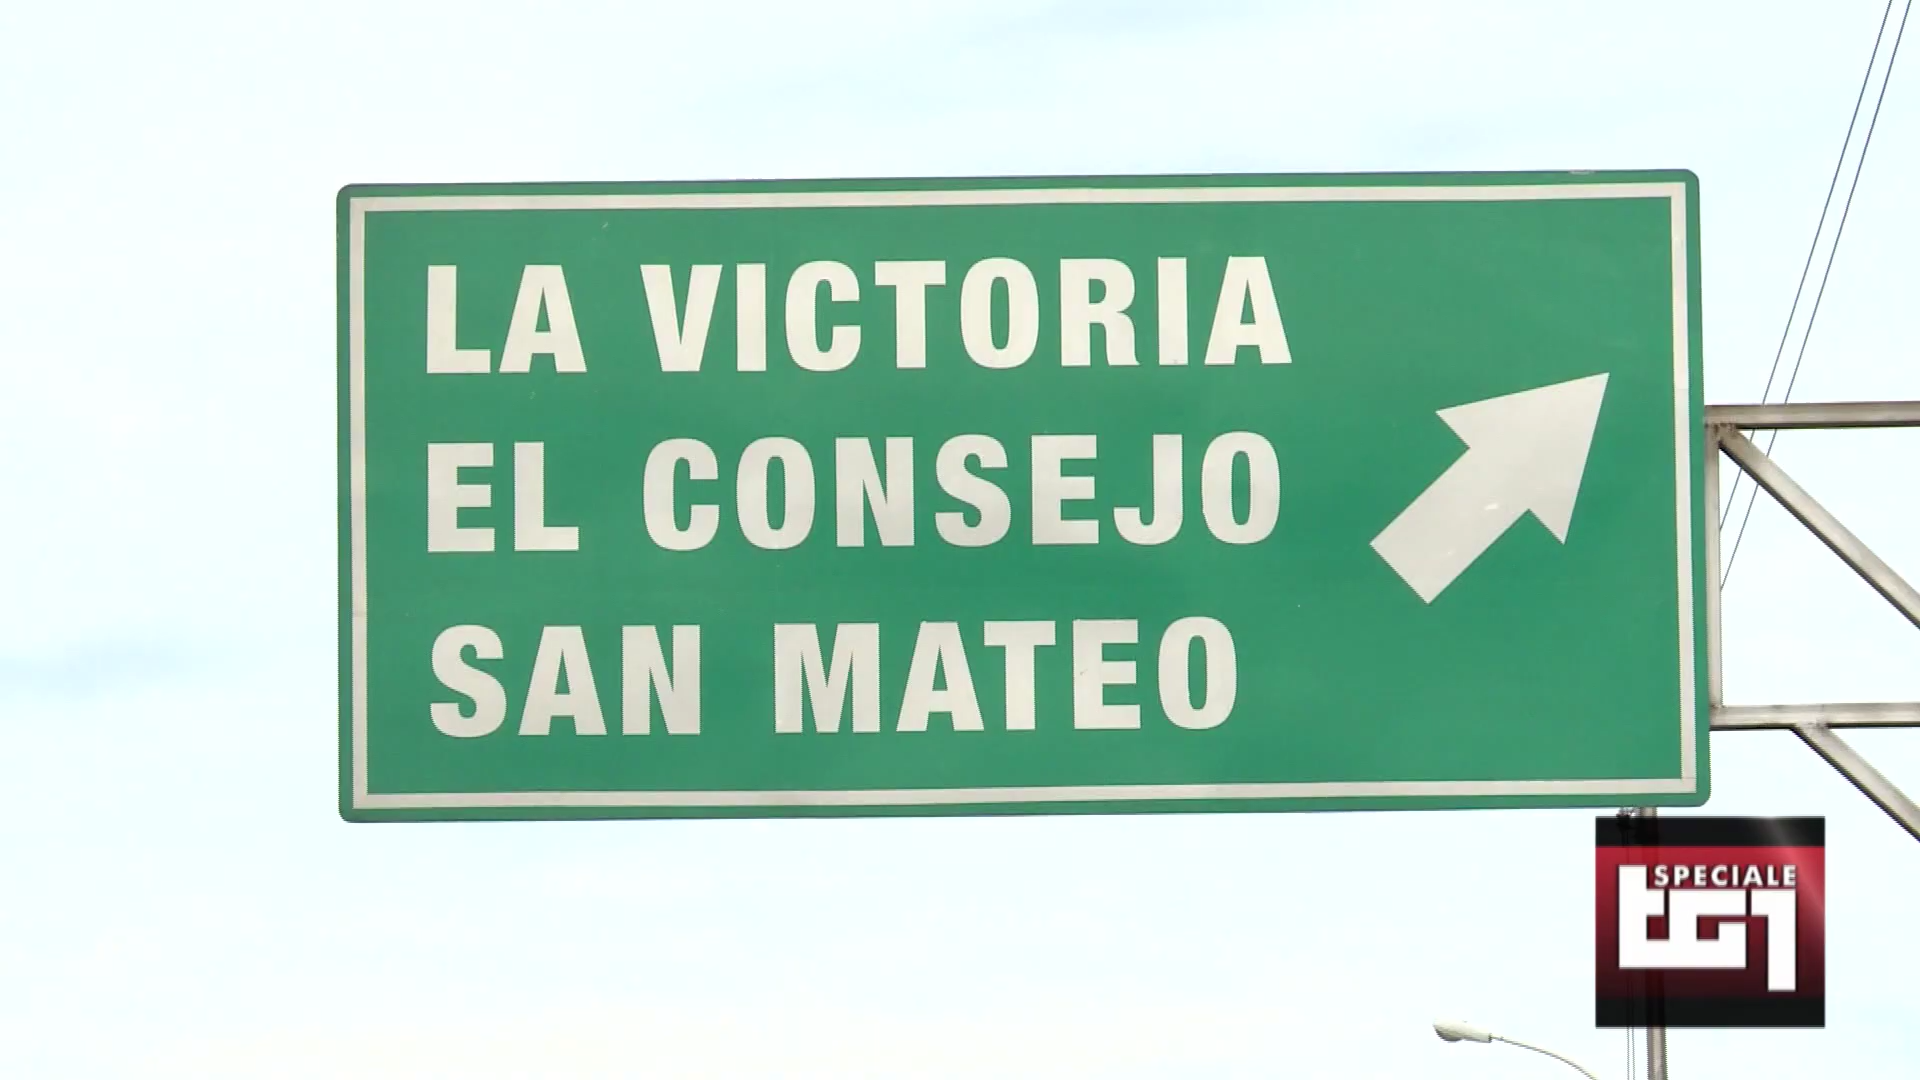 LA VICTORIA
EL CONSEJO
SAN MATEO
SPECIALE
tg1